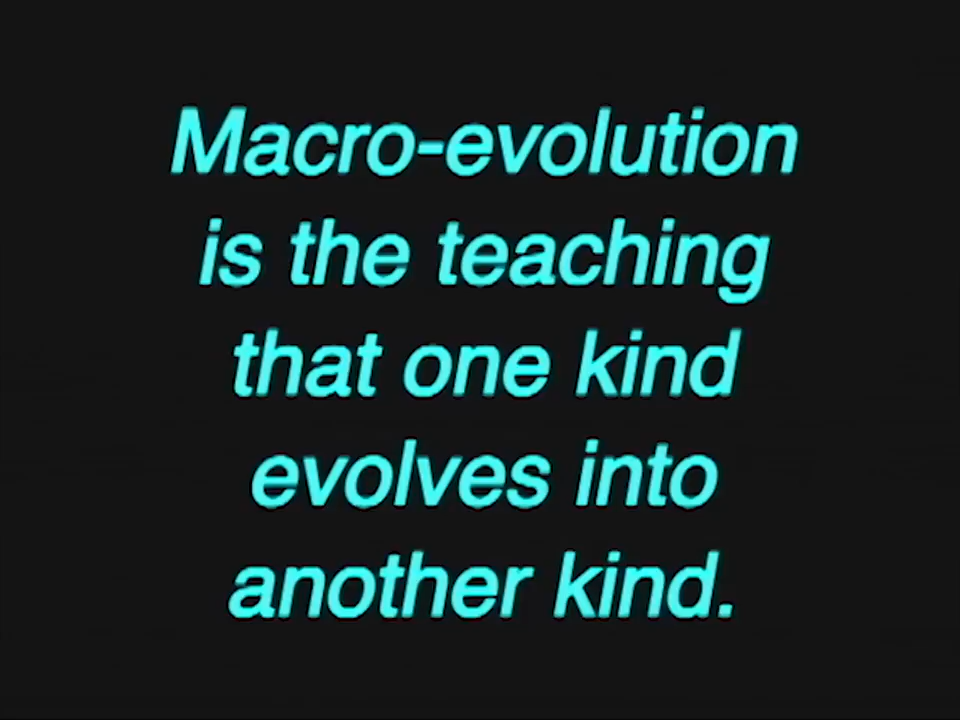 Macro-evolution
is the teaching
that one kind
evolves into
another kind.